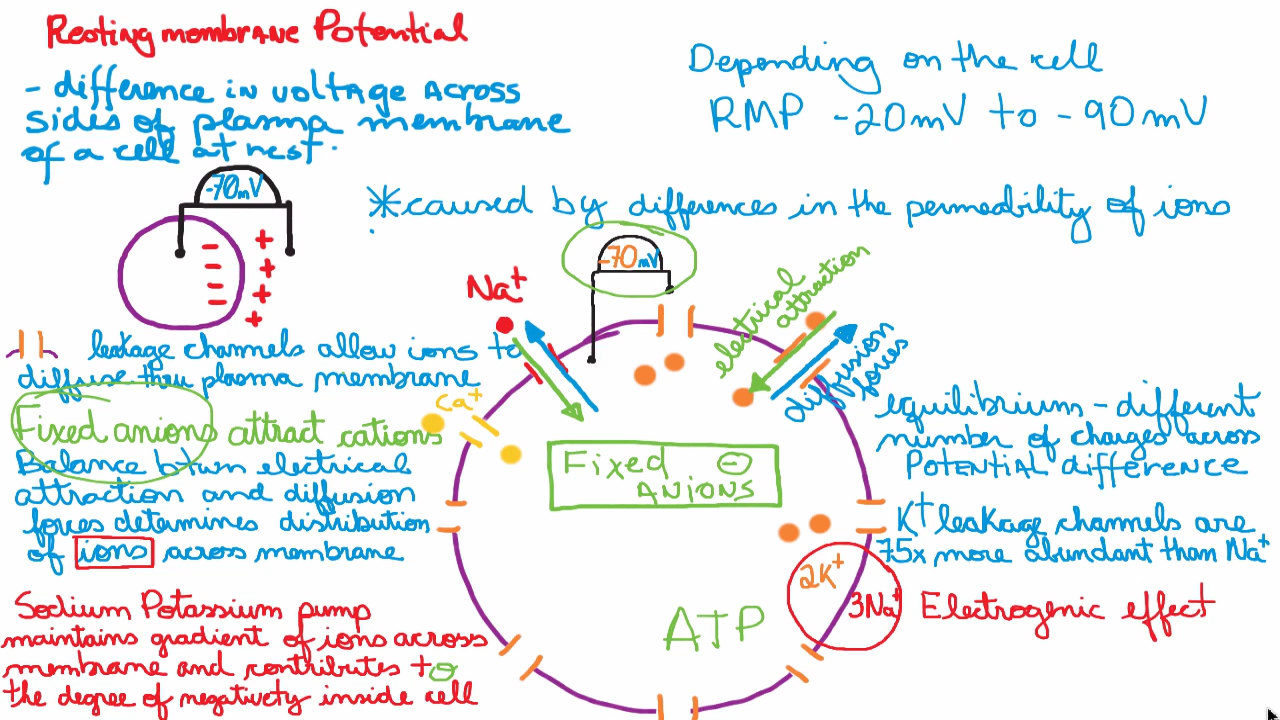 Resting membrane Potential
- difference in voltage across
sides of plasma membrane
of a cell at rest.
Depending on the cell
RMP -20mV to -90mV
-70mV
*caused by differences in the permeability of ions
-70mV
Na+
electrical
attraction
diffusion
forces
leakage channels allow ions to
diffuse thru plasma membrane
Ca+
Fixed anions attract cations
Balance btwn electrical
attraction and diffusion
forces determines distribution
of ions across membrane
Fixed -
ANIONS
equilibrium - different
number of charges across
Potential difference
K+ leakage channels are
75x more abundant than Na+
2K+
3Na+
Electrogenic effect
ATP
Sodium Potassium pump
maintains gradient of ions across
membrane and contributes to
the degree of negativity inside cell